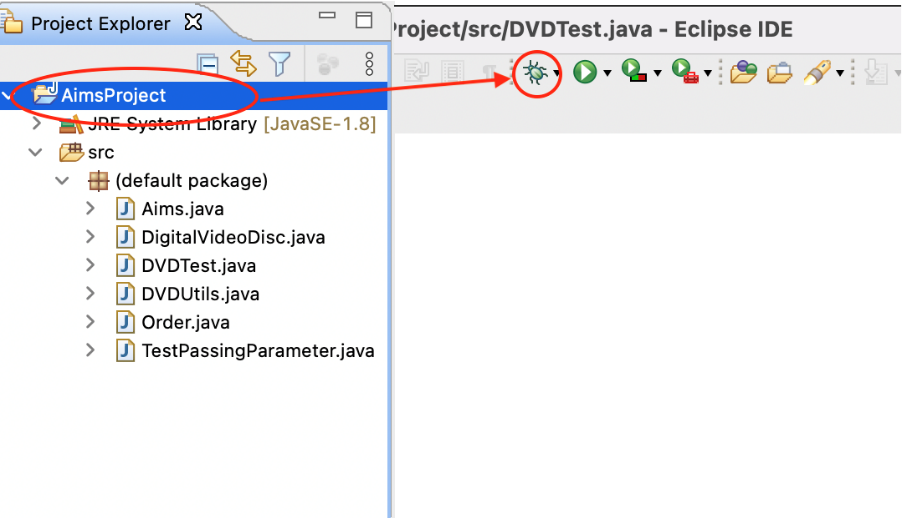 Project Explorer
Project/src/DVDTest.java - Eclipse IDE
AimsProject
JRE System Library [JavaSE-1.8]
src
(default package)
Aims.java
DigitalVideoDisc.java
DVDTest.java
DVDUtils.java
Order.java
TestPassingParameter.java